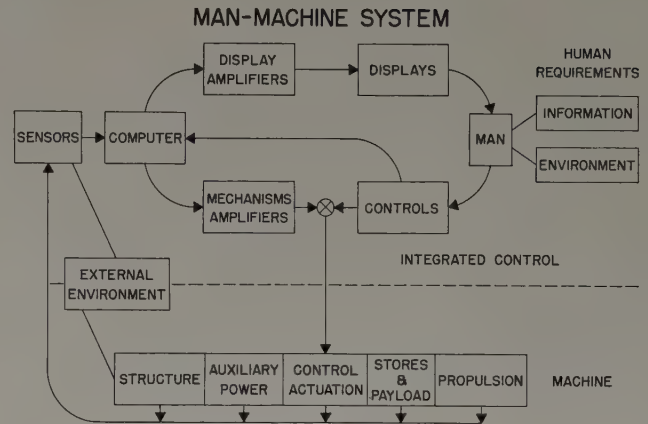 MAN-MACHINE SYSTEM
DISPLAY
AMPLIFIERS
DISPLAYS
HUMAN
REQUIREMENTS
SENSORS
COMPUTER
MAN
INFORMATION
ENVIRONMENT
MECHANISMS
AMPLIFIERS
CONTROLS
INTEGRATED CONTROL
EXTERNAL
ENVIRONMENT
STRUCTURE
AUXILIARY
POWER
CONTROL
ACTUATION
STORES
&
PAYLOAD
PROPULSION
MACHINE